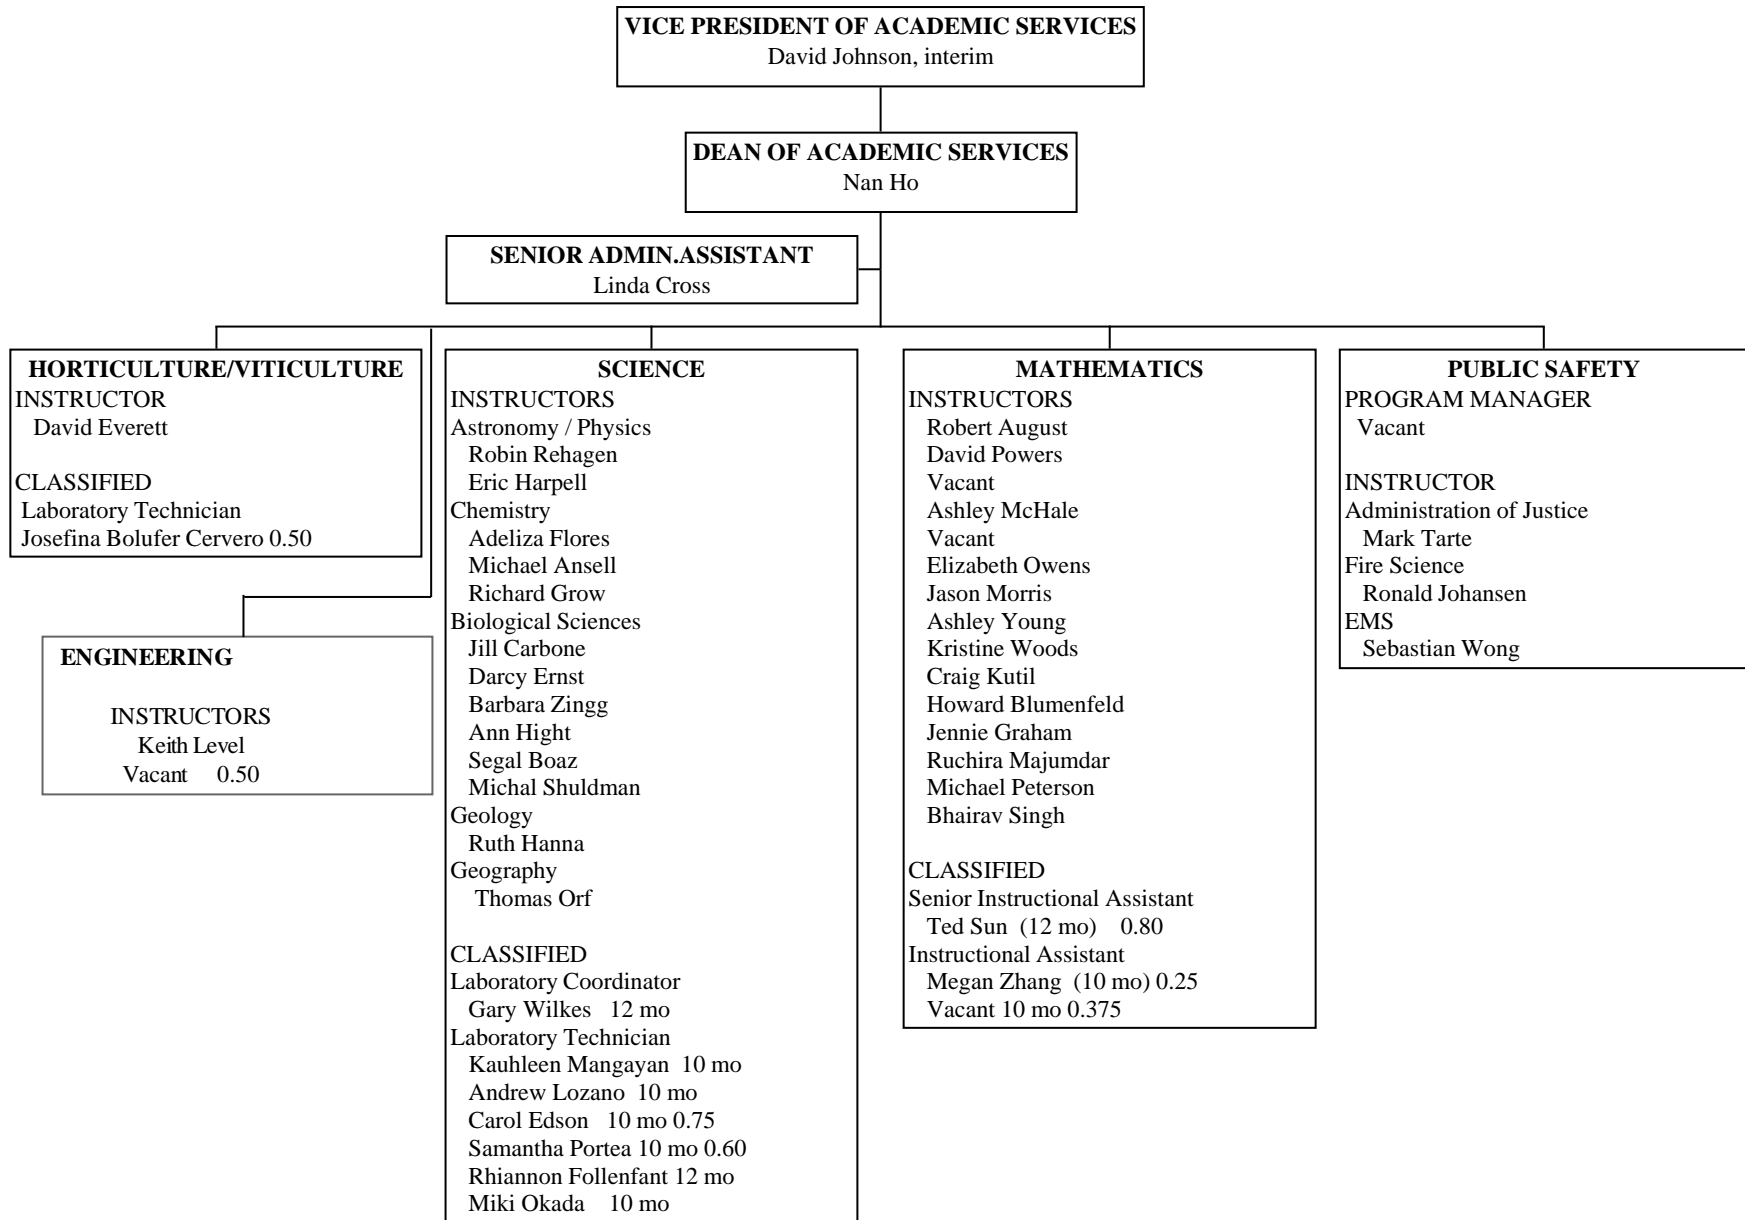 VICE PRESIDENT OF ACADEMIC SERVICES
David Johnson, interim
DEAN OF ACADEMIC SERVICES
Nan Ho
SENIOR ADMIN.ASSISTANT
Linda Cross
HORTICULTURE/VITICULTURE
INSTRUCTOR
David Everett
CLASSIFIED
Laboratory Technician
Josefina Bolufer Cervero 0.50
ENGINEERING
INSTRUCTORS
Keith Level
Vacant 0.50
SCIENCE
INSTRUCTORS
Astronomy / Physics
Robin Rehagen
Eric Harpell
Chemistry
Adeliza Flores
Michael Ansell
Richard Grow
Biological Sciences
Jill Carbone
Darcy Ernst
Barbara Zingg
Ann Hight
Segal Boaz
Michal Shuldman
Geology
Ruth Hanna
Geography
Thomas Orf
CLASSIFIED
Laboratory Coordinator
Gary Wilkes 12 mo
Laboratory Technician
Kauhleen Mangayan 10 mo
Andrew Lozano 10 mo
Carol Edson 10 mo 0.75
Samantha Portea 10 mo 0.60
Rhiannon Follenfant 12 mo
Miki Okada 10 mo
MATHEMATICS
INSTRUCTORS
Robert August
David Powers
Vacant
Ashley McHale
Vacant
Elizabeth Owens
Jason Morris
Ashley Young
Kristine Woods
Craig Kutil
Howard Blumenfeld
Jennie Graham
Ruchira Majumdar
Michael Peterson
Bhairav Singh
CLASSIFIED
Senior Instructional Assistant
Ted Sun (12 mo) 0.80
Instructional Assistant
Megan Zhang (10 mo) 0.25
Vacant 10 mo 0.375
PUBLIC SAFETY
PROGRAM MANAGER
Vacant
INSTRUCTOR
Administration of Justice
Mark Tarte
Fire Science
Ronald Johansen
EMS
Sebastian Wong